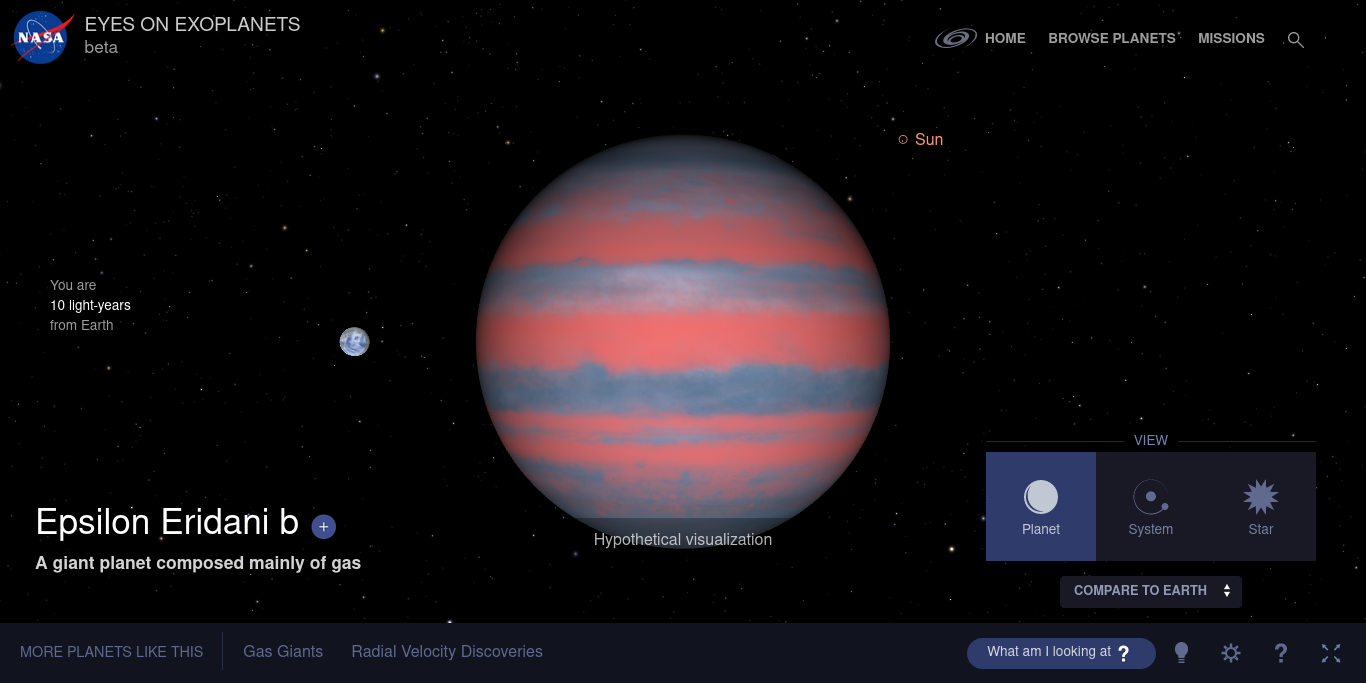 NASA
EYES ON EXOPLANETS
beta
HOME
BROWSE PLANETS
MISSIONS
Sun
You are
10 light-years
from Earth
VIEW
Planet
System
Star
Epsilon Eridani b +
A giant planet composed mainly of gas
Hypothetical visualization
COMPARE TO EARTH
MORE PLANETS LIKE THIS
Gas Giants
Radial Velocity Discoveries
What am I looking at ?
?